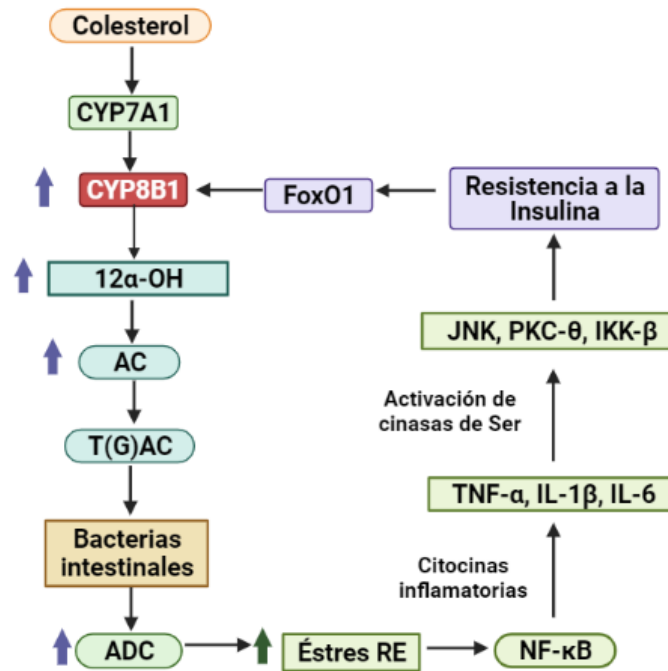 Colesterol
CYP7A1
CYP8B1
FoxO1
Resistencia a la
Insulina
12α-OH
JNK, PKC-θ, IKK-β
AC
Activación de
cinasas de Ser
T(G)AC
TNF-α, IL-1β, IL-6
Bacterias
intestinales
Citocinas
inflamatorias
ADC
Éstres RE
NF-κB